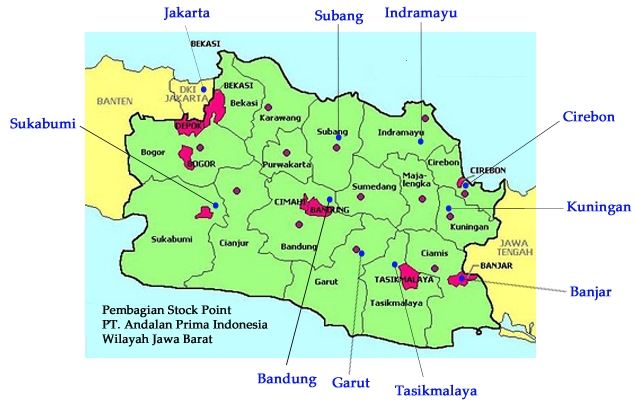 Jakarta
Subang
Indramayu
BEKASI
DKI
JAKARTA
BANTEN
BEKASI
Bekasi
Karawang
Sukabumi
DEPOK
Subang
Indramayu
Cirebon
Bogor
BOGOR
Purwakarta
Cirebon
CIREBON
Maja-
lengka
Sumedang
CIMAHI
BANDUNG
Kuningan
Kuningan
Sukabumi
Cianjur
Bandung
Ciamis
JAWA
TENGAH
BANJAR
Garut
TASIKMALAYA
Tasikmalaya
Banjar
Pembagian Stock Point
PT. Andalan Prima Indonesia
Wilayah Jawa Barat
Bandung
Garut
Tasikmalaya